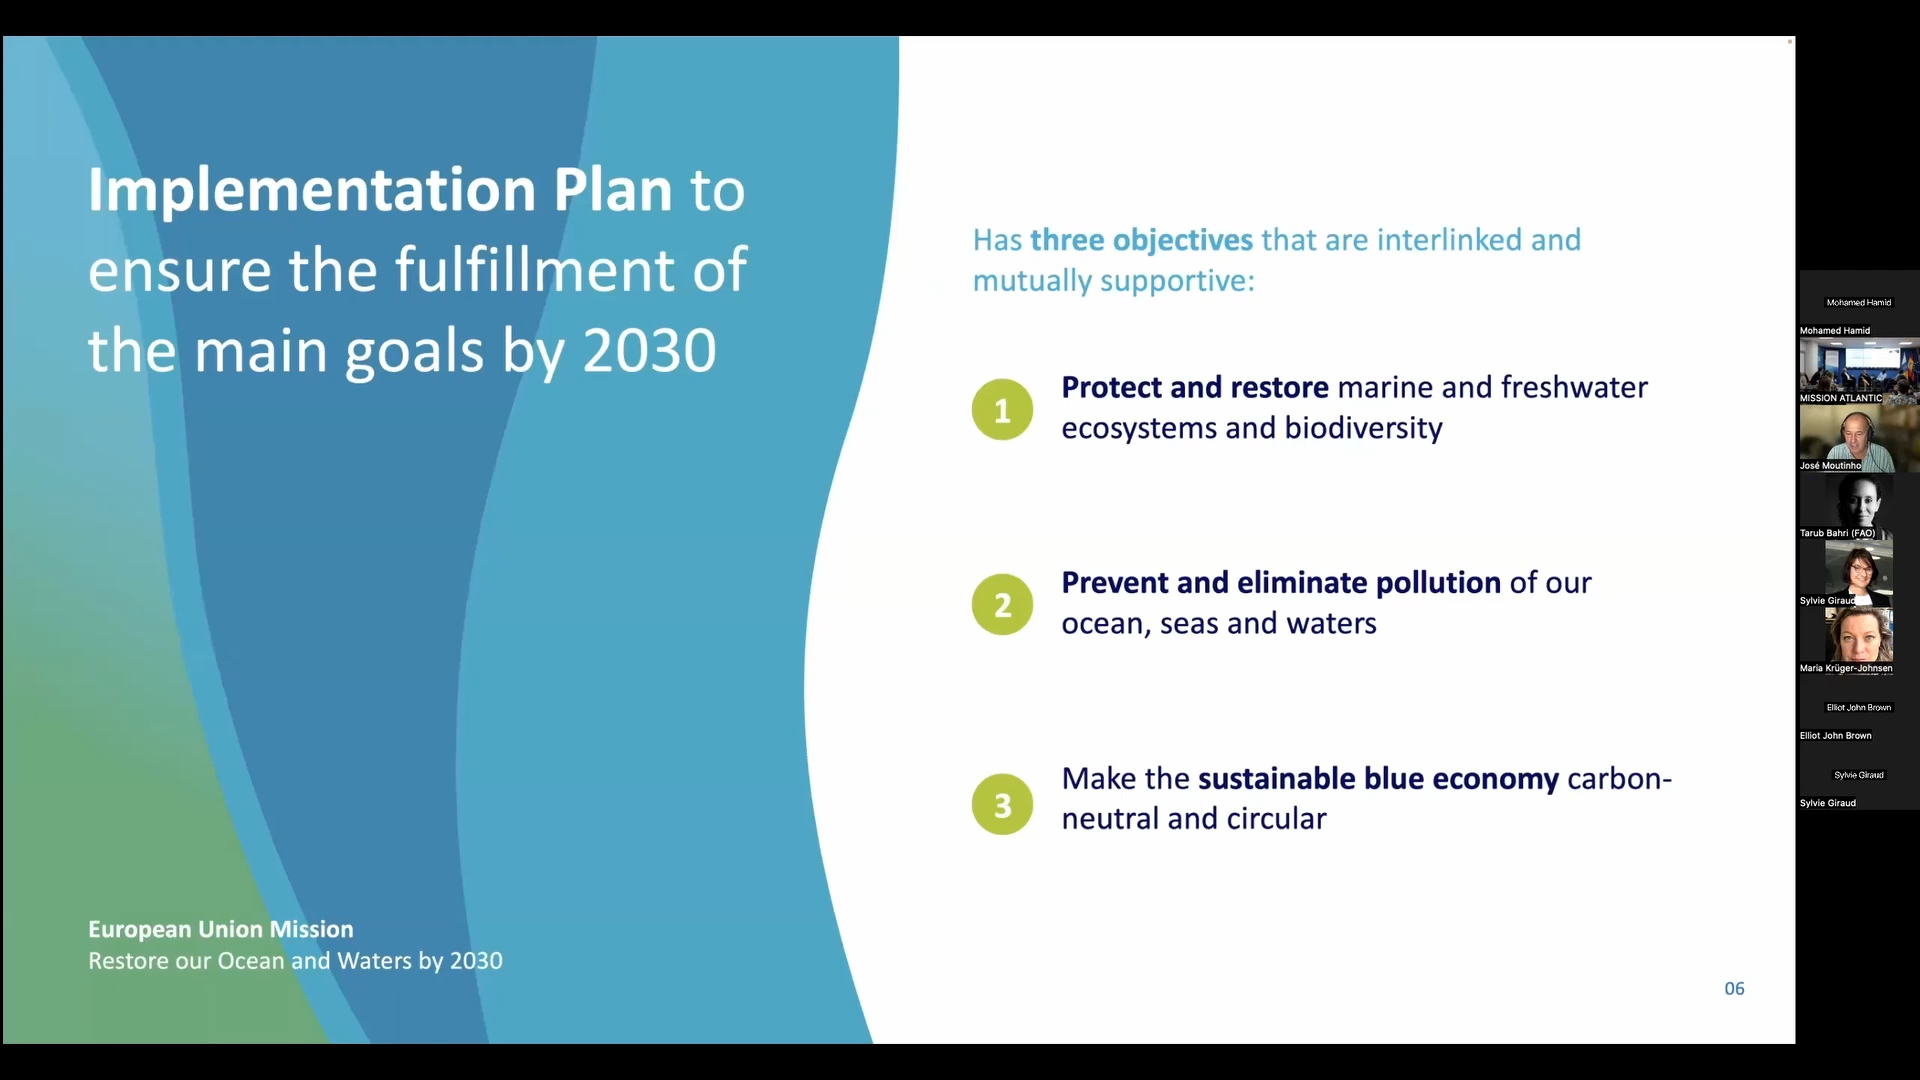 Implementation Plan to
ensure the fulfillment of
the main goals by 2030
European Union Mission
Restore our Ocean and Waters by 2030
Has three objectives that are interlinked and
mutually supportive:
1
Protect and restore marine and freshwater
ecosystems and biodiversity
2
Prevent and eliminate pollution of our
ocean, seas and waters
3
Make the sustainable blue economy carbon-
neutral and circular
06
Mohamed Hamid
Mohamed Hamid
MISSION ATLANTIC
José Moutinho
Tarub Bahri (FAO)
Sylvie Giraud
Maria Krüger-Johnsen
Elliot John Brown
Elliot John Brown
Sylvie Giraud
Sylvie Giraud